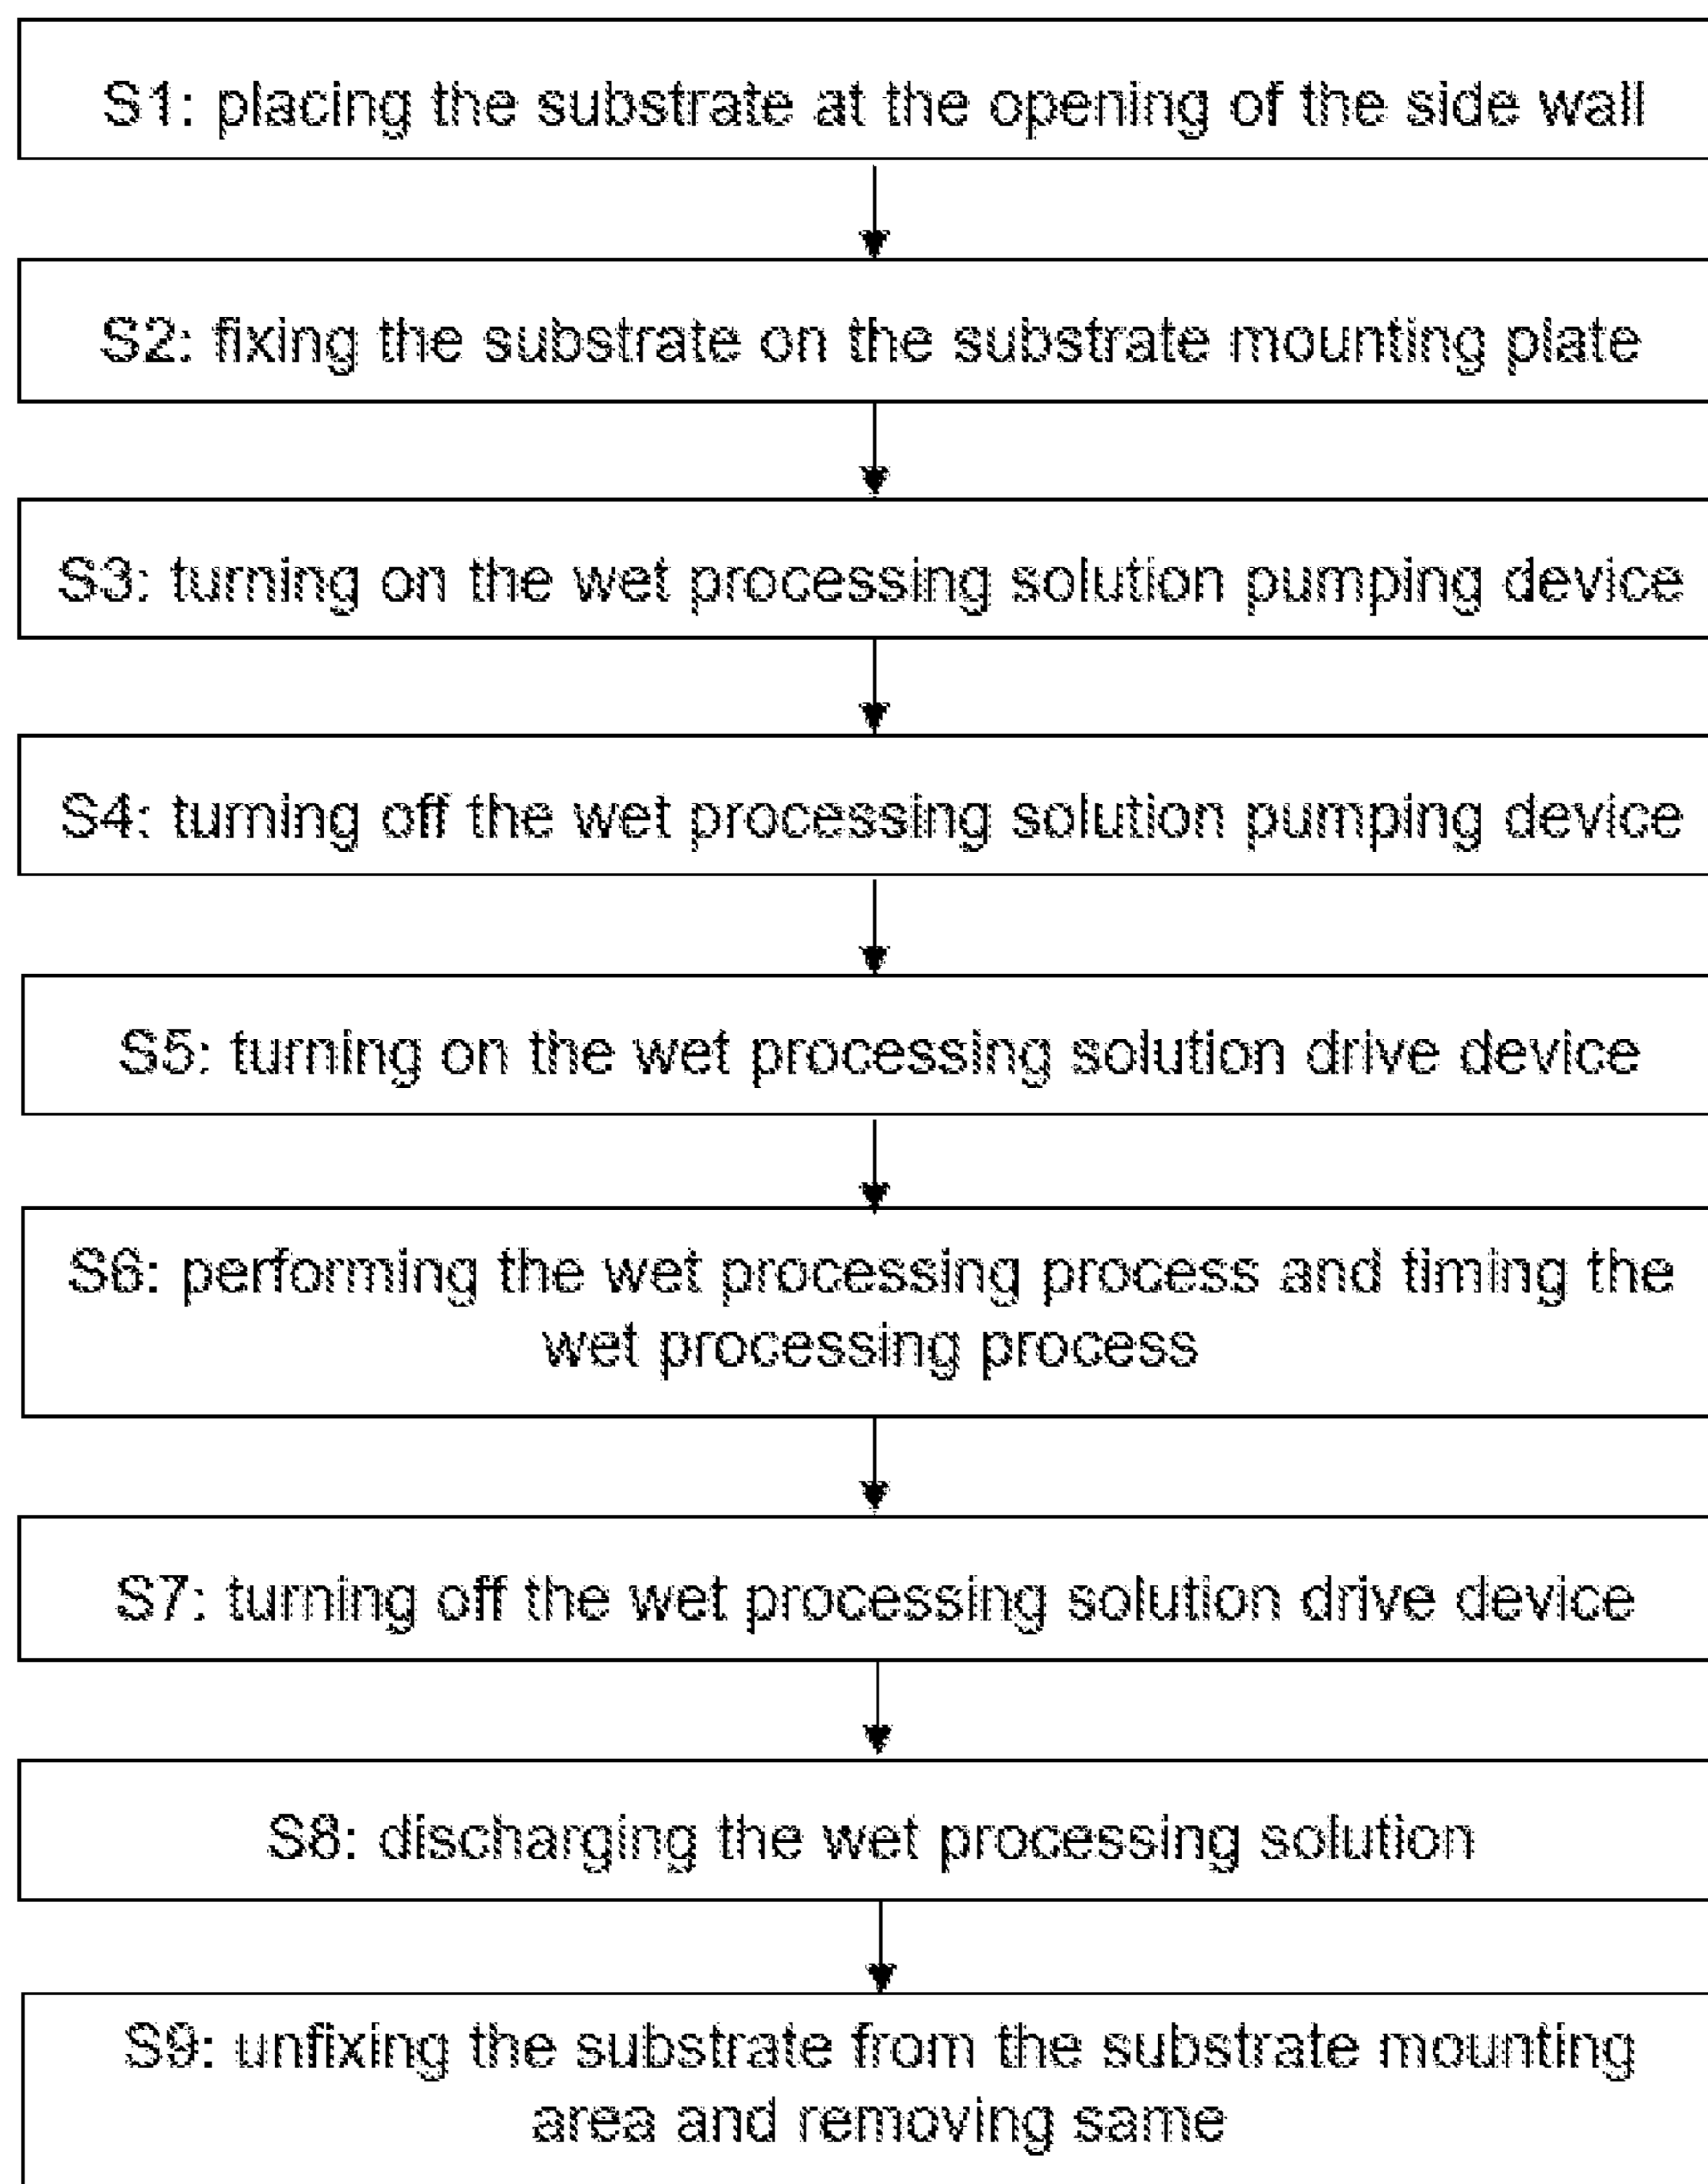 S1: placing the substrate at the opening of the side wall
S2: fixing the substrate on the substrate mounting plate
S3: turning on the wet processing solution pumping device
S4: turning off the wet processing solution pumping device
S5: turning on the wet processing solution drive device
S6: performing the wet processing process and timing the
wet processing process
S7: turning off the wet processing solution drive device
S8: discharging the wet processing solution
S9: unfixing the substrate from the substrate mounting
area and removing same